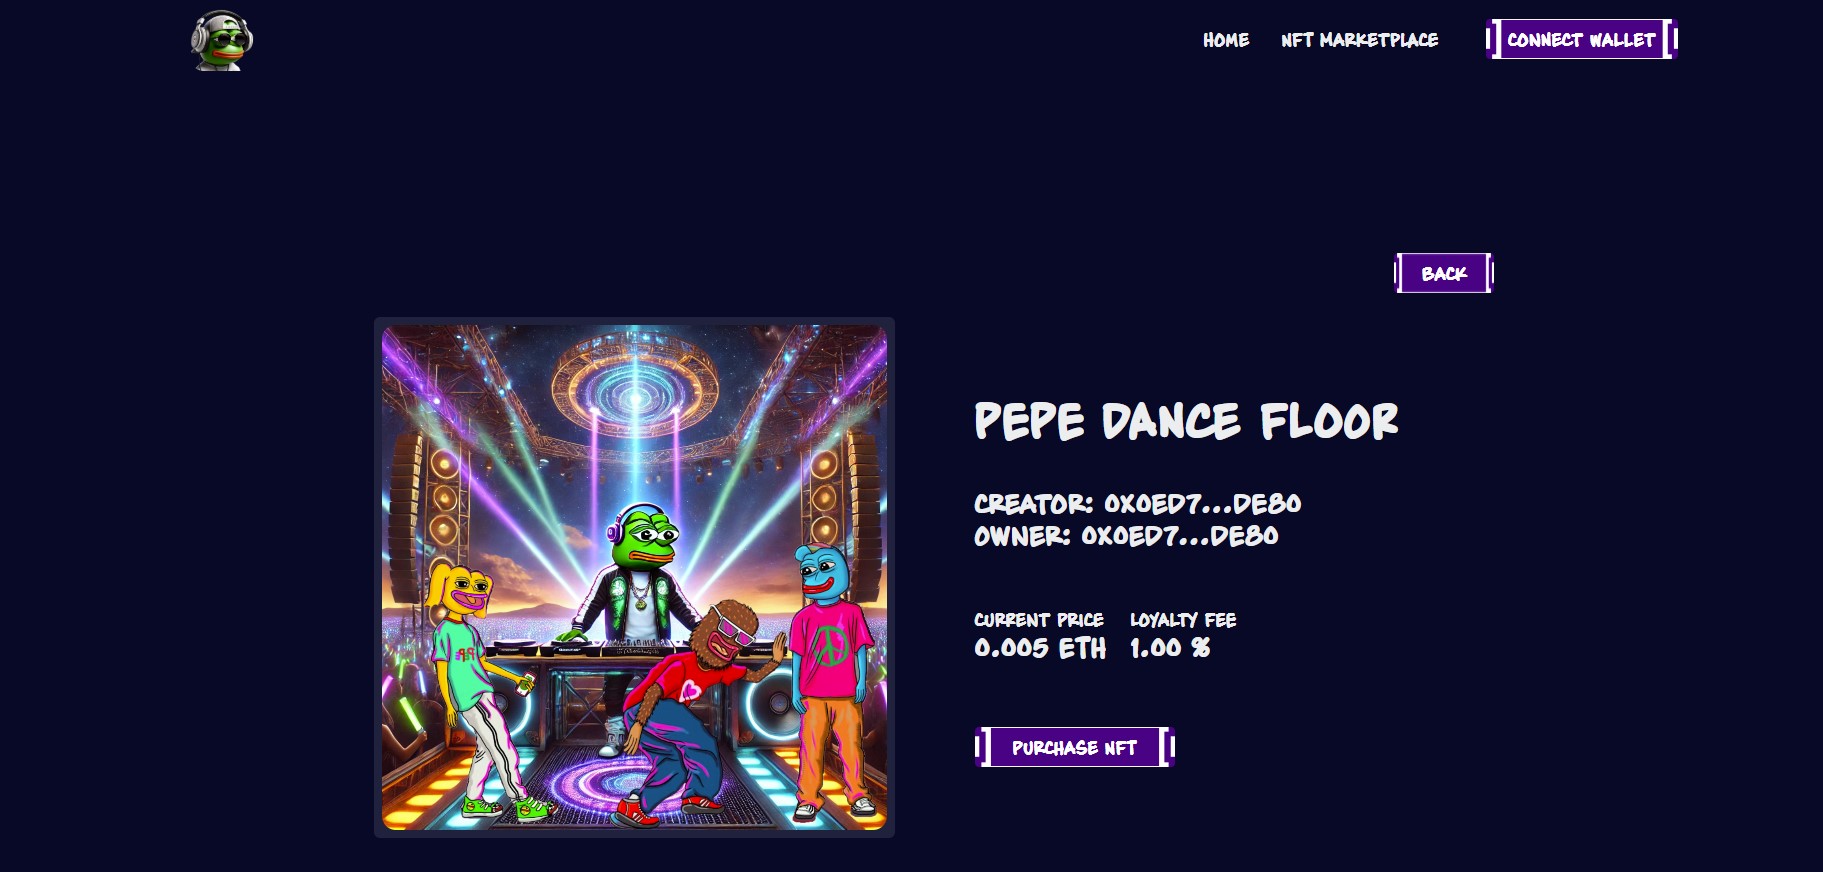 HOME NFT MARKETPLACE CONNECT WALLET
BACK
PEPE DANCE FLOOR
CREATOR: 0X0ED7...DE80
OWNER: 0X0ED7...DE80
CURRENT PRICE LOYALTY FEE
0.005 ETH 1.00 %
PURCHASE NFT